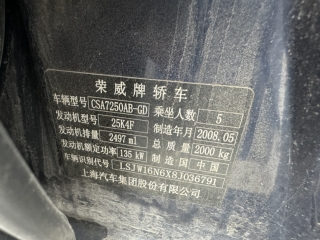 荣威牌轿车
车辆型号 CSA7250AB-GD 乘坐人数 5
发动机型号 25K4F 制造年月 2008.05
发动机排量 2497 ml 总质量 2000 kg
发动机额定功率 135 kW 制造国 中国
车辆识别代号 LSJW16N6X8J036791
上海汽车集团股份有限公司